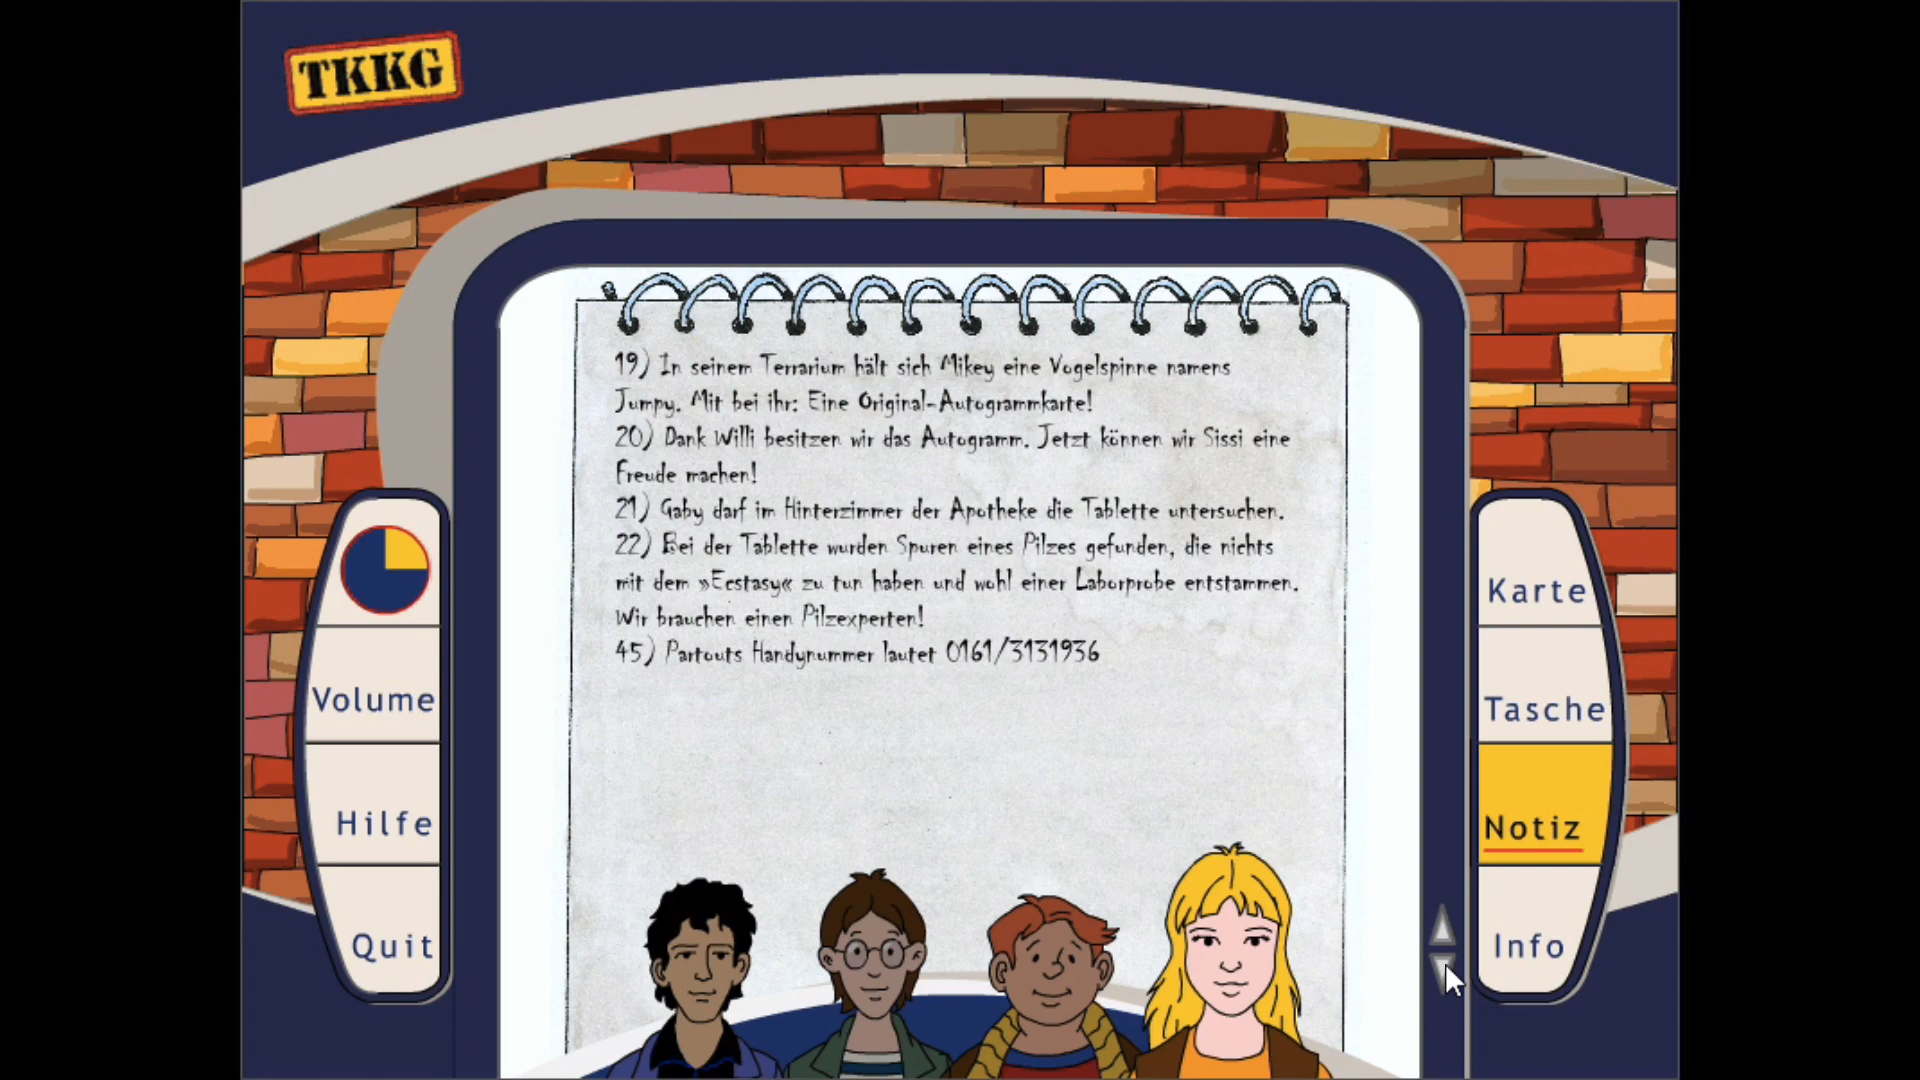 TKKG
19) In seinem Terrarium hält sich Mikey eine Vogelspinne namens
Jumpy. Mit bei ihr: Eine Original-Autogrammkarte!
20) Dank Willi besitzen wir das Autogramm. Jetzt können wir Sissi eine
Freude machen!
21) Gaby darf im Hinterzimmer der Apotheke die Tablette untersuchen.
22) Bei der Tablette wurden Spuren eines Pilzes gefunden, die nichts
mit dem »Ecstasy« zu tun haben und wohl einer Laborprobe entstammen.
Wir brauchen einen Pilzexperten!
45) Partouts Handynummer lautet 0161/3131936
Volume
Hilfe
Quit
Karte
Tasche
Notiz
Info